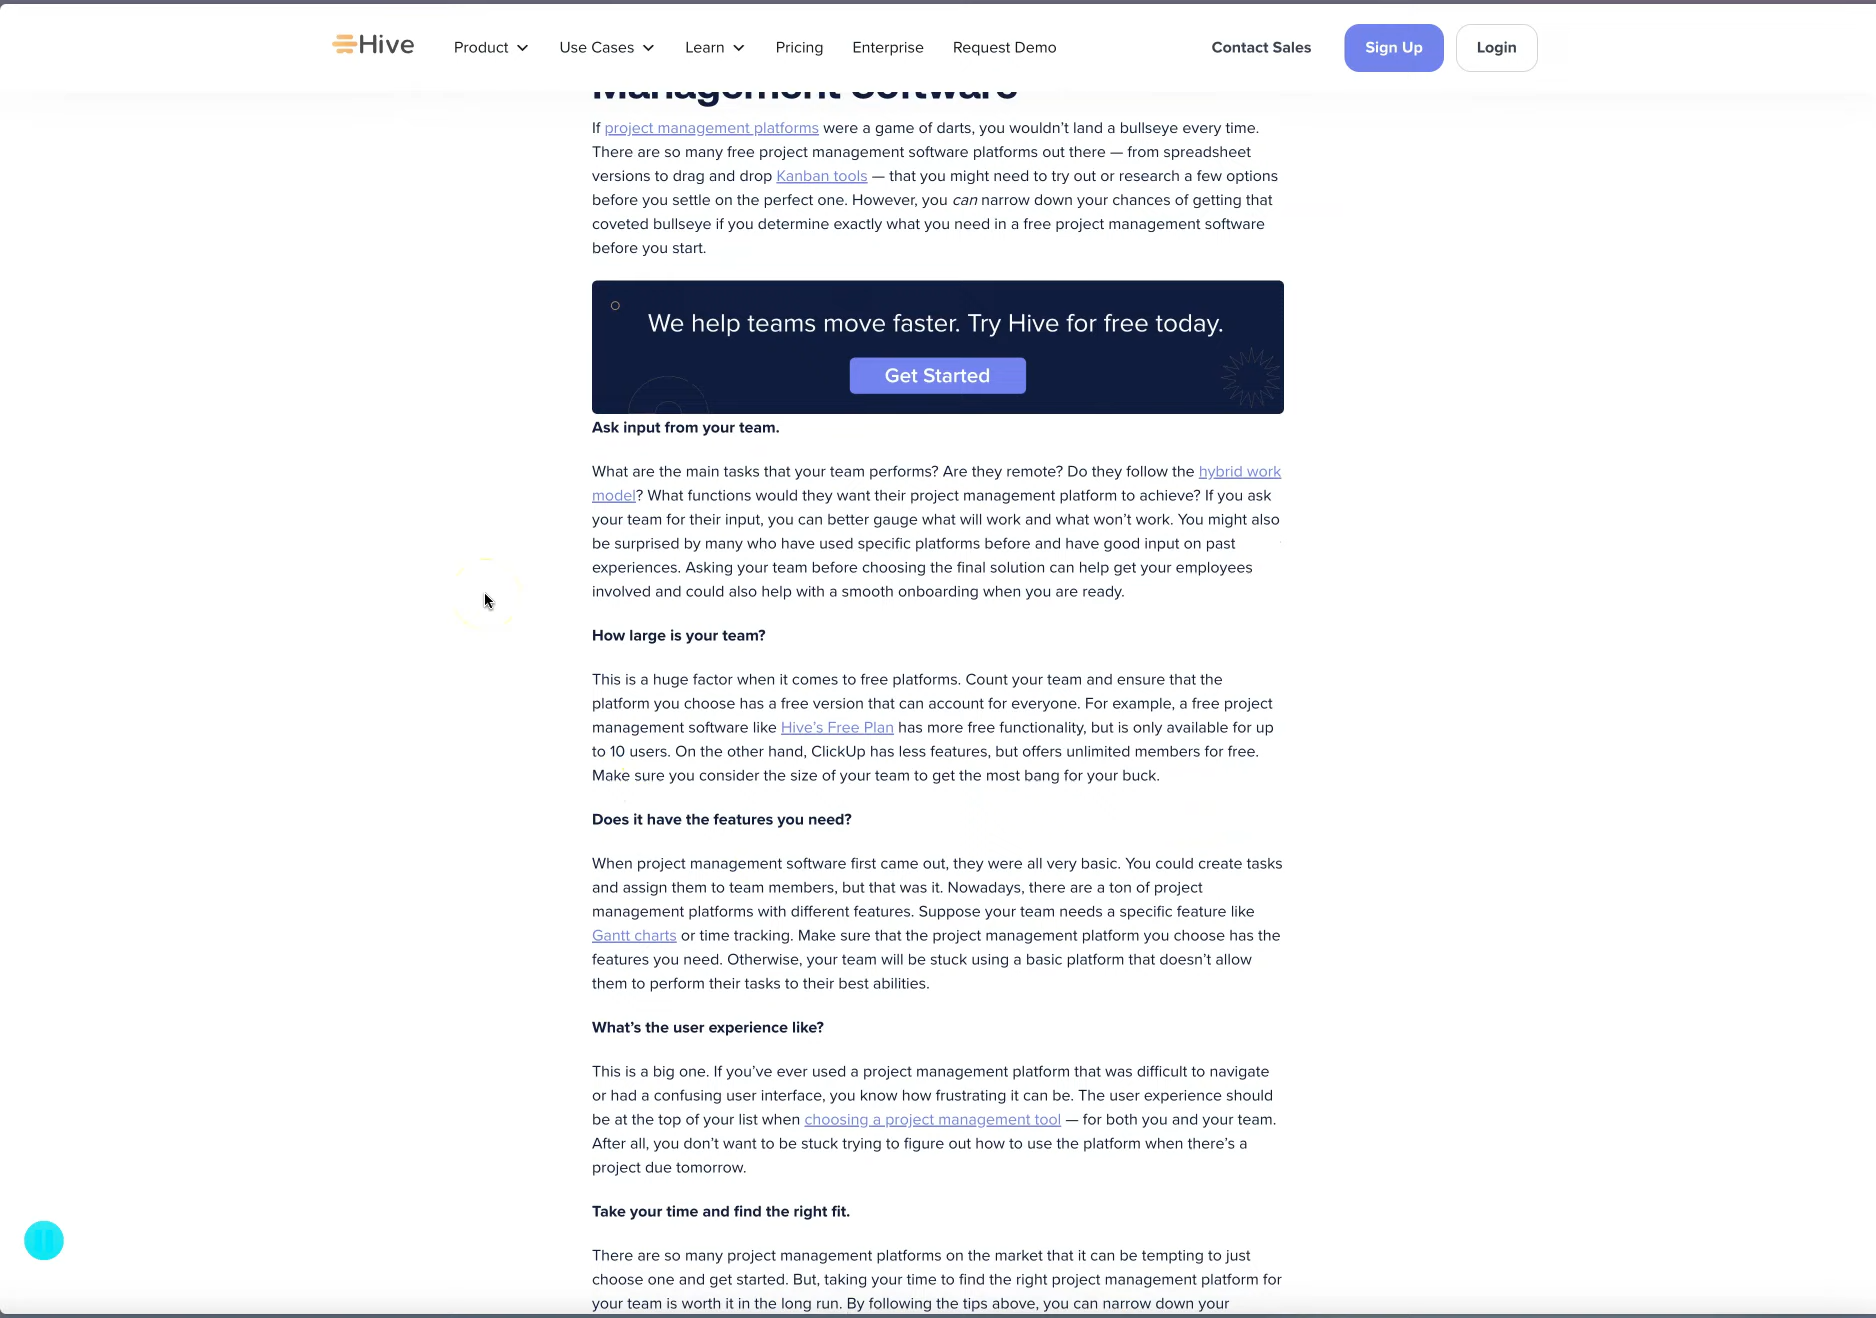 Hive
Product
Use Cases
Learn
Pricing
Enterprise
Request Demo
Contact Sales
Sign Up
Login
Management Software
If project management platforms were a game of darts, you wouldn’t land a bullseye every time.
There are so many free project management software platforms out there — from spreadsheet
versions to drag and drop Kanban tools — that you might need to try out or research a few options
before you settle on the perfect one. However, you can narrow down your chances of getting that
coveted bullseye if you determine exactly what you need in a free project management software
before you start.
We help teams move faster. Try Hive for free today.
Get Started
Ask input from your team.
What are the main tasks that your team performs? Are they remote? Do they follow the hybrid work
model? What functions would they want their project management platform to achieve? If you ask
your team for their input, you can better gauge what will work and what won’t work. You might also
be surprised by many who have used specific platforms before and have good input on past
experiences. Asking your team before choosing the final solution can help get your employees
involved and could also help with a smooth onboarding when you are ready.
How large is your team?
This is a huge factor when it comes to free platforms. Count your team and ensure that the
platform you choose has a free version that can account for everyone. For example, a free project
management software like Hive’s Free Plan has more free functionality, but is only available for up
to 10 users. On the other hand, ClickUp has less features, but offers unlimited members for free.
Make sure you consider the size of your team to get the most bang for your buck.
Does it have the features you need?
When project management software first came out, they were all very basic. You could create tasks
and assign them to team members, but that was it. Nowadays, there are a ton of project
management platforms with different features. Suppose your team needs a specific feature like
Gantt charts or time tracking. Make sure that the project management platform you choose has the
features you need. Otherwise, your team will be stuck using a basic platform that doesn’t allow
them to perform their tasks to their best abilities.
What’s the user experience like?
This is a big one. If you’ve ever used a project management platform that was difficult to navigate
or had a confusing user interface, you know how frustrating it can be. The user experience should
be at the top of your list when choosing a project management tool — for both you and your team.
After all, you don’t want to be stuck trying to figure out how to use the platform when there’s a
project due tomorrow.
Take your time and find the right fit.
There are so many project management platforms on the market that it can be tempting to just
choose one and get started. But, taking your time to find the right project management platform for
your team is worth it in the long run. By following the tips above, you can narrow down your